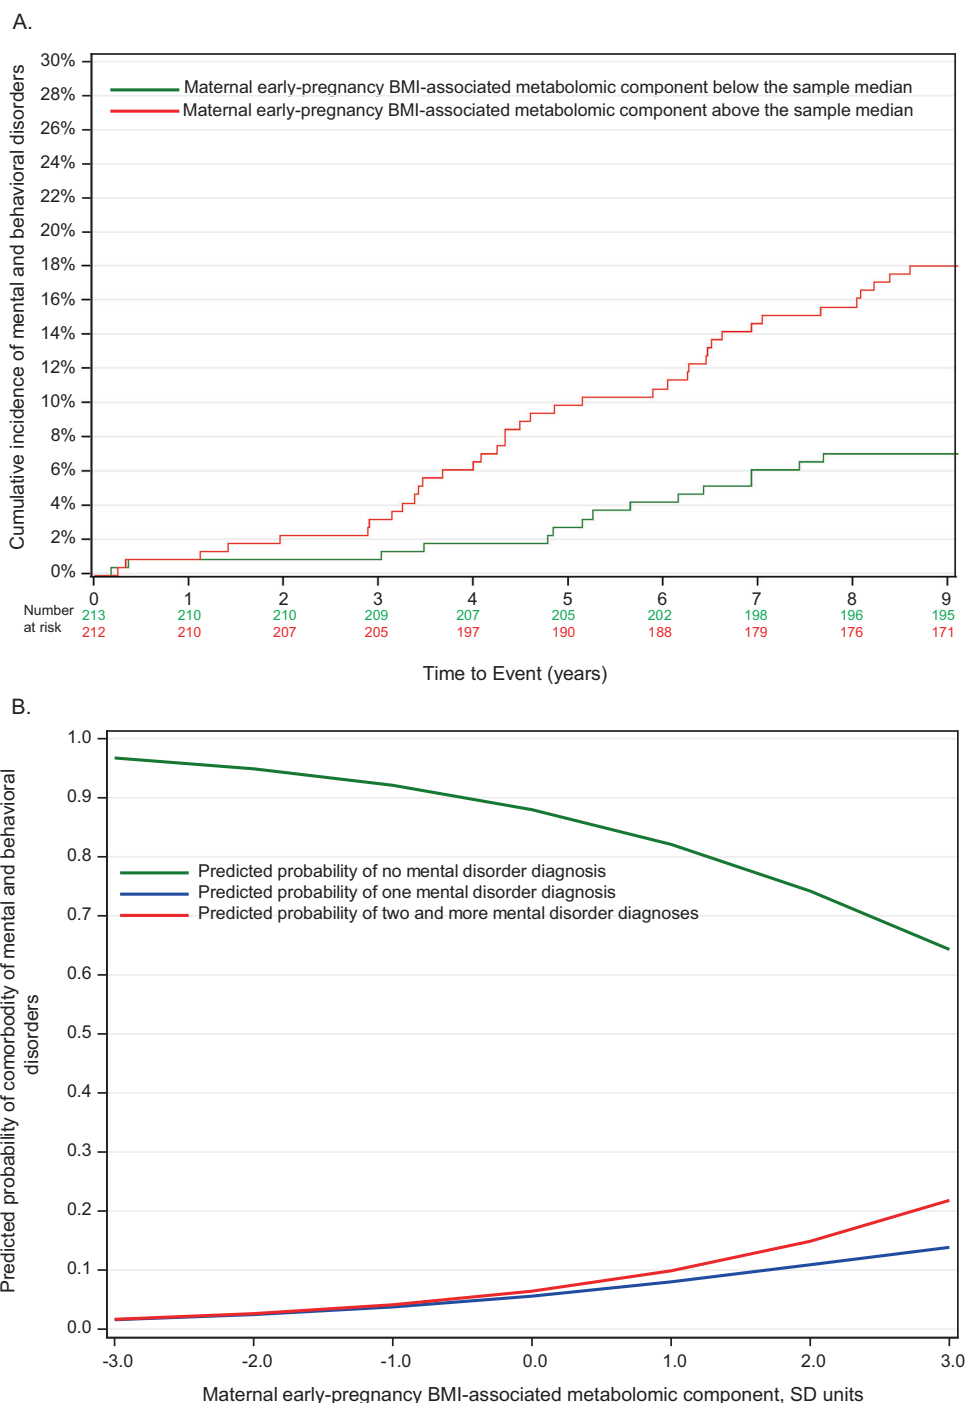 A.
Cumulative incidence of mental and behavioral disorders
30%
28%
26%
24%
22%
20%
18%
16%
14%
12%
10%
8%
6%
4%
2%
0%
Maternal early-pregnancy BMI-associated metabolomic component below the sample median
Maternal early-pregnancy BMI-associated metabolomic component above the sample median
0 1 2 3 4 5 6 7 8 9
Number
at risk
213 210 210 209 207 205 202 198 196 195
212 210 207 205 197 190 188 179 176 171
Time to Event (years)
B.
Predicted probability of comorbodity of mental and behavioral
disorders
1.0
0.9
0.8
0.7
0.6
0.5
0.4
0.3
0.2
0.1
0.0
Predicted probability of no mental disorder diagnosis
Predicted probability of one mental disorder diagnosis
Predicted probability of two and more mental disorder diagnoses
-3.0 -2.0 -1.0 0.0 1.0 2.0 3.0
Maternal early-pregnancy BMI-associated metabolomic component, SD units